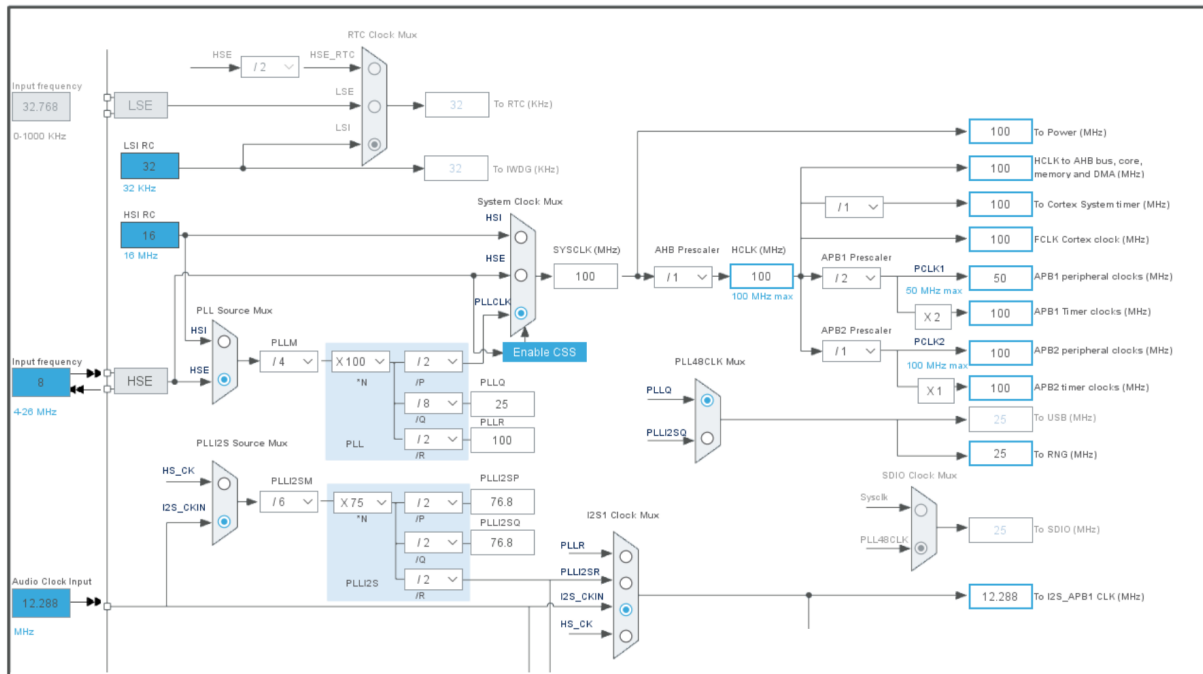 RTC Clock Mux
HSE
/ 2
HSE_RTC
Input frequency
32.768
0-1000 KHz
LSE
LSE
32
To RTC (KHz)
LSI
LSI RC
32
32 KHz
32
To IWDG (KHz)
HSI RC
16
16 MHz
System Clock Mux
HSI
HSE
PLLCLK
SYSCLK (MHz)
100
AHB Prescaler
/ 1
HCLK (MHz)
100
100 MHz max
100
To Power (MHz)
100
HCLK to AHB bus, core,
memory and DMA (MHz)
/ 1
100
To Cortex System timer (MHz)
100
FCLK Cortex clock (MHz)
APB1 Prescaler
/ 2
PCLK1
50 MHz max
50
APB1 peripheral clocks (MHz)
X 2
100
APB1 Timer clocks (MHz)
APB2 Prescaler
/ 1
PCLK2
100 MHz max
100
APB2 peripheral clocks (MHz)
X 1
100
APB2 timer clocks (MHz)
Enable CSS
PLL Source Mux
HSI
HSE
Input frequency
8
4-26 MHz
HSE
PLLM
/ 4
X 100
*N
/ 2
/P
PLLQ
/ 8
25
/Q
PLLR
/ 2
100
/R
PLL
PLL48CLK Mux
PLLQ
PLLI2SQ
25
To USB (MHz)
25
To RNG (MHz)
PLLI2S Source Mux
HS_CK
I2S_CKIN
PLLI2SM
/ 6
X 75
*N
PLLI2SP
/ 2
76.8
/P
PLLI2SQ
/ 2
76.8
/Q
/ 2
/R
PLLI2S
SDIO Clock Mux
Sysclk
PLL48CLK
25
To SDIO (MHz)
I2S1 Clock Mux
PLLR
PLLI2SR
I2S_CKIN
HS_CK
Audio Clock Input
12.288
MHz
12.288
To I2S_APB1 CLK (MHz)